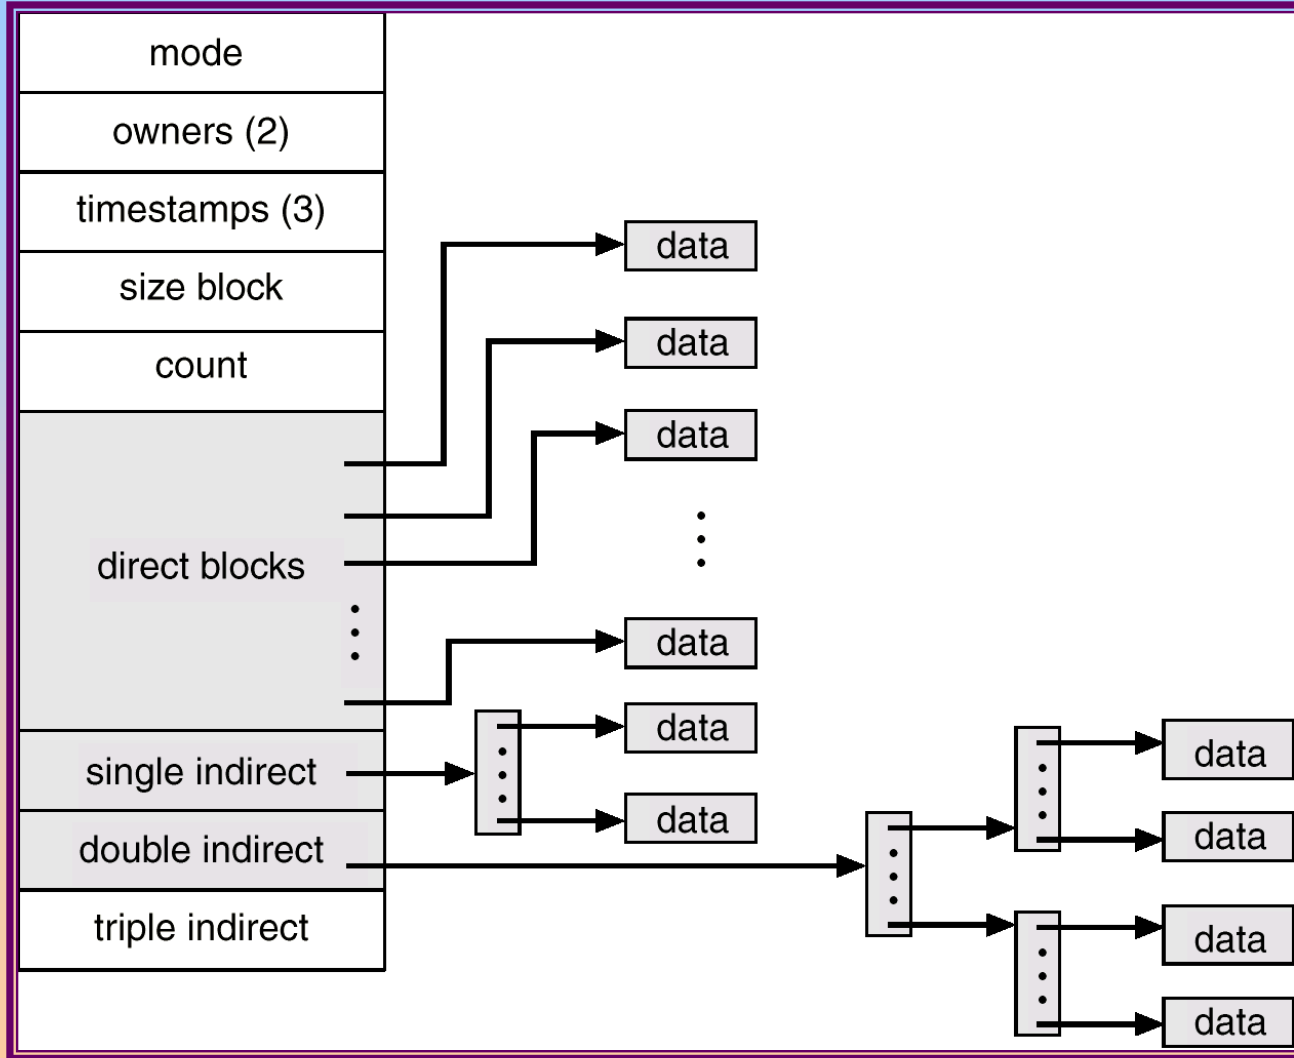 mode
owners (2)
timestamps (3)
size block
count
direct blocks
single indirect
double indirect
triple indirect
data
data
data
data
data
data
data
data
data
data